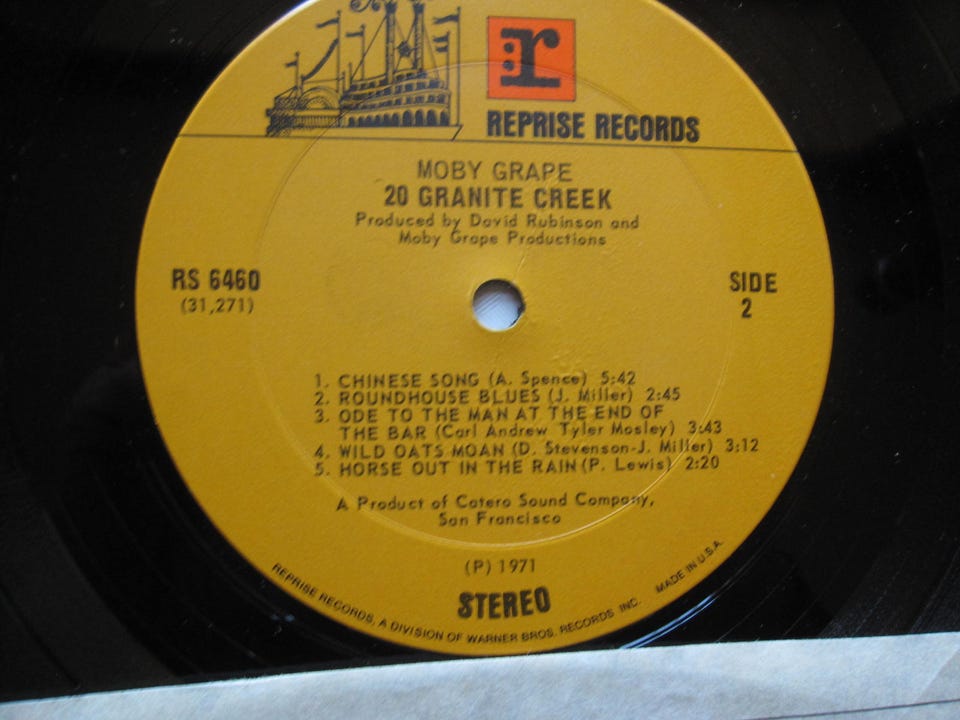 :r
REPRISE RECORDS
MOBY GRAPE
20 GRANITE CREEK
Produced by David Rubinson and
Moby Grape Productions
RS 6460
(31,271)
SIDE
2
1. CHINESE SONG (A. Spence) 5:42
2. ROUNDHOUSE BLUES (J. Miller) 2:45
3. ODE TO THE MAN AT THE END OF
THE BAR (Carl Andrew Tyler Mosley) 3:43
4. WILD OATS MOAN (D. Stevenson-J. Miller) 3:12
5. HORSE OUT IN THE RAIN (P. Lewis) 2:20
A Product of Catero Sound Company,
San Francisco
(P) 1971
STEREO
REPRISE RECORDS, A DIVISION OF WARNER BROS. RECORDS INC. MADE IN U.S.A.